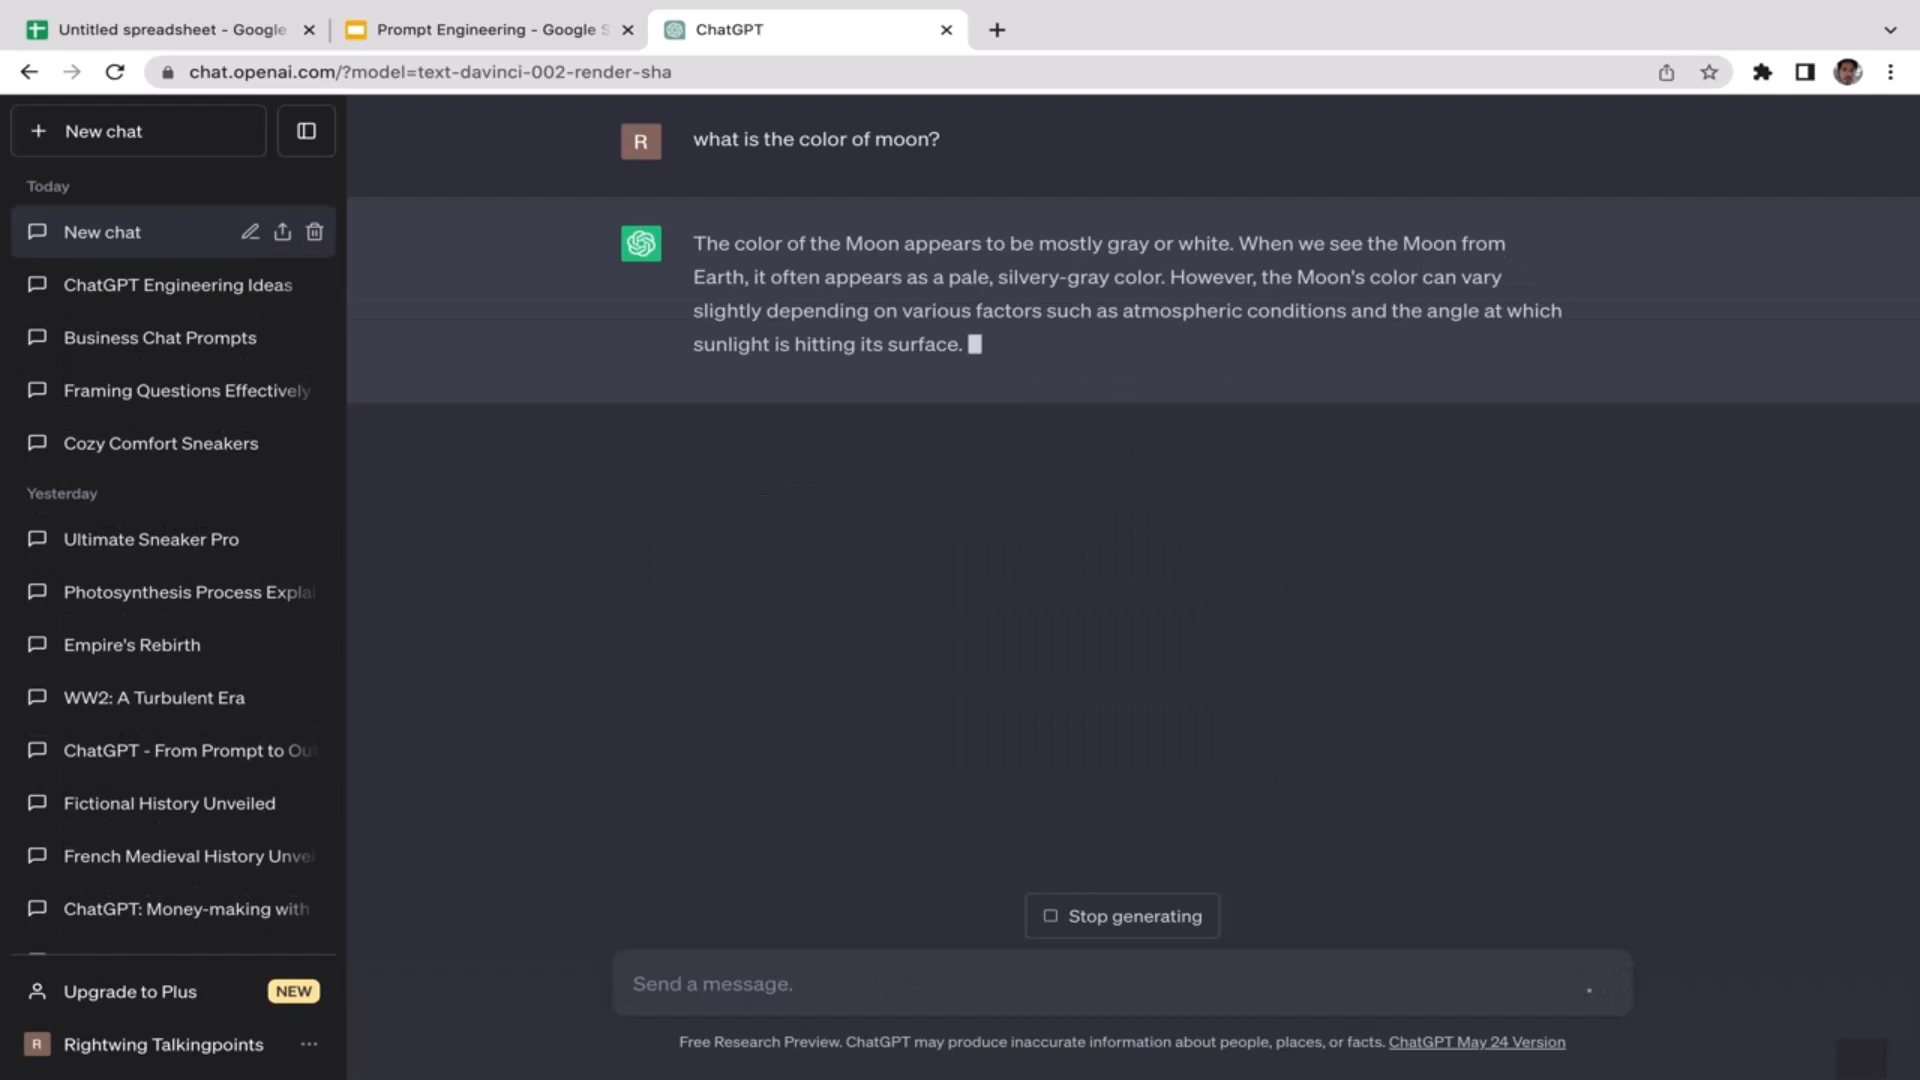 Untitled spreadsheet - Google
Prompt Engineering - Google S
ChatGPT
chat.openai.com/?model=text-davinci-002-render-sha
New chat
Today
New chat
ChatGPT Engineering Ideas
Business Chat Prompts
Framing Questions Effectively
Cozy Comfort Sneakers
Yesterday
Ultimate Sneaker Pro
Photosynthesis Process Explai
Empire's Rebirth
WW2: A Turbulent Era
ChatGPT - From Prompt to Out
Fictional History Unveiled
French Medieval History Unvei
ChatGPT: Money-making with
Upgrade to Plus NEW
R Rightwing Talkingpoints
R what is the color of moon?
The color of the Moon appears to be mostly gray or white. When we see the Moon from
Earth, it often appears as a pale, silvery-gray color. However, the Moon's color can vary
slightly depending on various factors such as atmospheric conditions and the angle at which
sunlight is hitting its surface.
Stop generating
Send a message.
Free Research Preview. ChatGPT may produce inaccurate information about people, places, or facts. ChatGPT May 24 Version